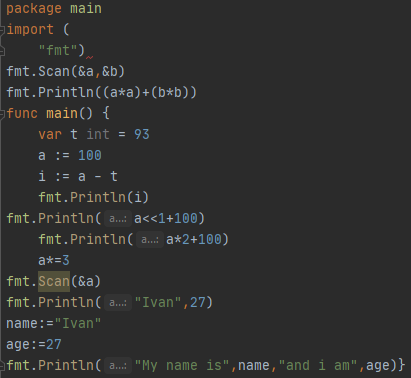 package main
import (
    "fmt")
fmt.Scan(&a,&b)
fmt.Println((a*a)+(b*b))
func main() {
    var t int = 93
    a := 100
    i := a - t
    fmt.Println(i)
fmt.Println( a...: a<<1+100)
    fmt.Println( a...: a*2+100)
    a*=3
fmt.Scan(&a)
fmt.Println( a...: "Ivan",27)
name:="Ivan"
age:=27
fmt.Println( a...: "My name is",name,"and i am",age)}